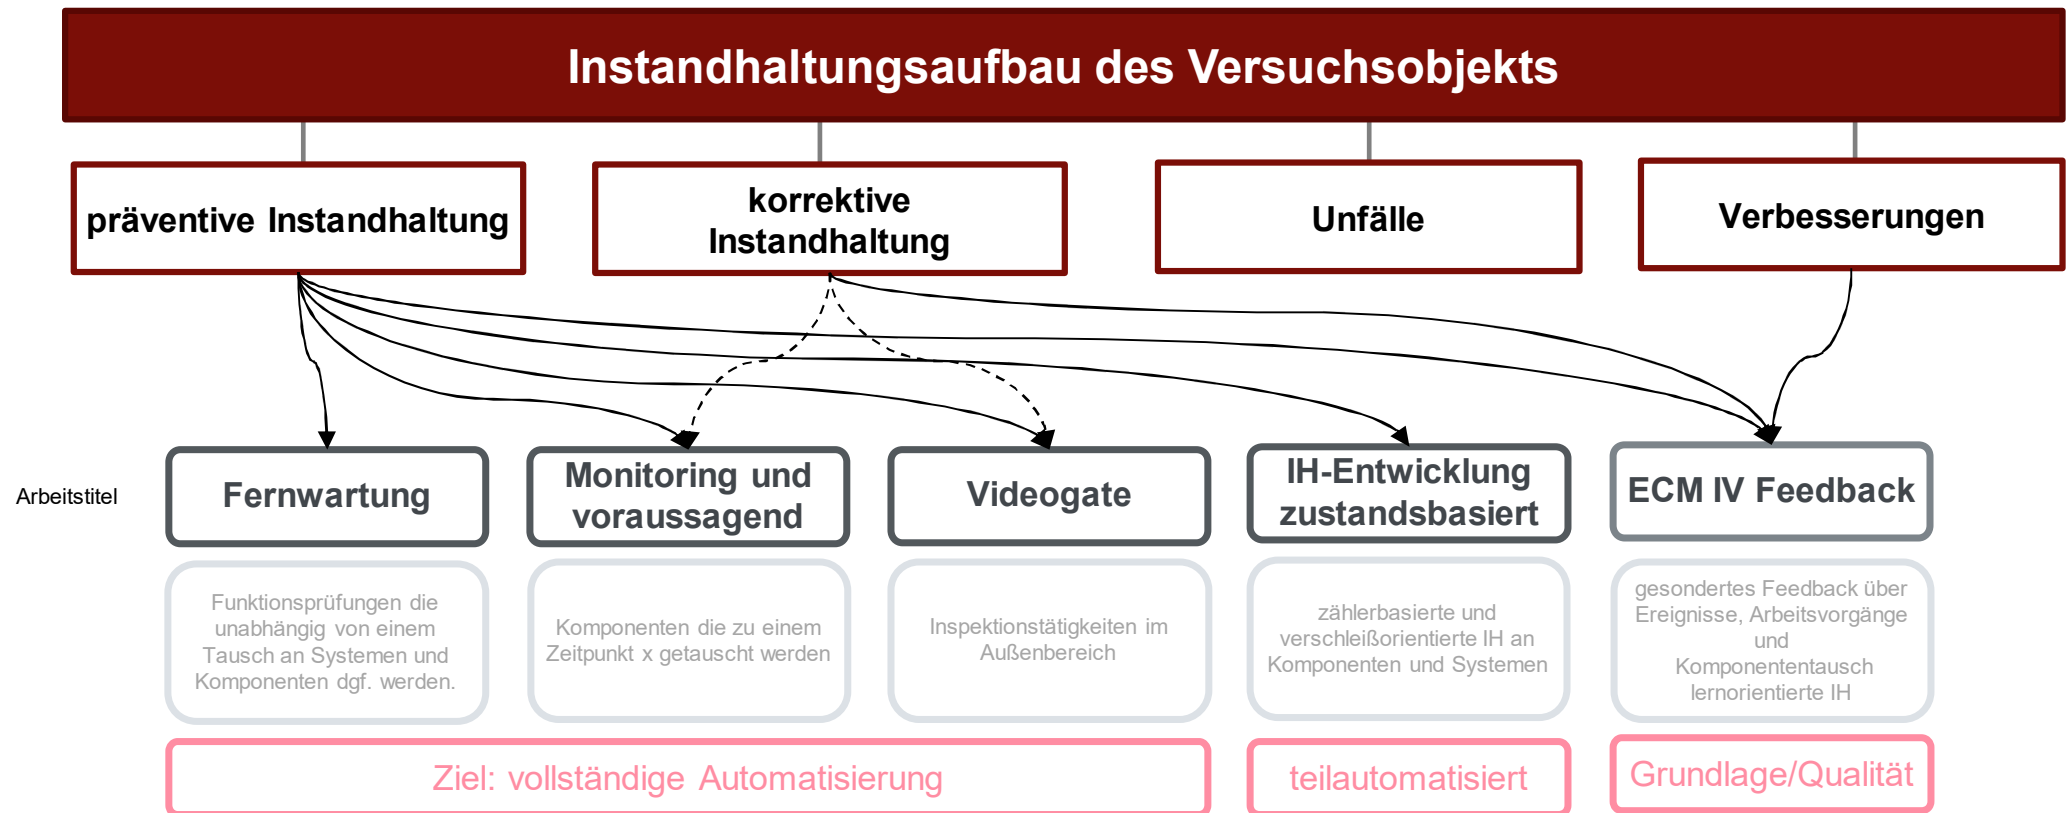 Instandhaltungsaufbau des Versuchsobjekts
präventive Instandhaltung
korrektive
Instandhaltung
Unfälle
Verbesserungen
Arbeitstitel
Fernwartung
Monitoring und
voraussagend
Videogate
IH-Entwicklung
zustandsbasiert
ECM IV Feedback
Funktionsprüfungen die
unabhängig von einem
Tausch an Systemen und
Komponenten dgf. werden.
Komponenten die zu einem
Zeitpunkt x getauscht werden
Inspektionstätigkeiten im
Außenbereich
zählerbasierte und
verschleißorientierte IH an
Komponenten und Systemen
gesondertes Feedback über
Ereignisse, Arbeitsvorgänge
und
Komponententausch
lernorientierte IH
Ziel: vollständige Automatisierung
teilautomatisiert
Grundlage/Qualität